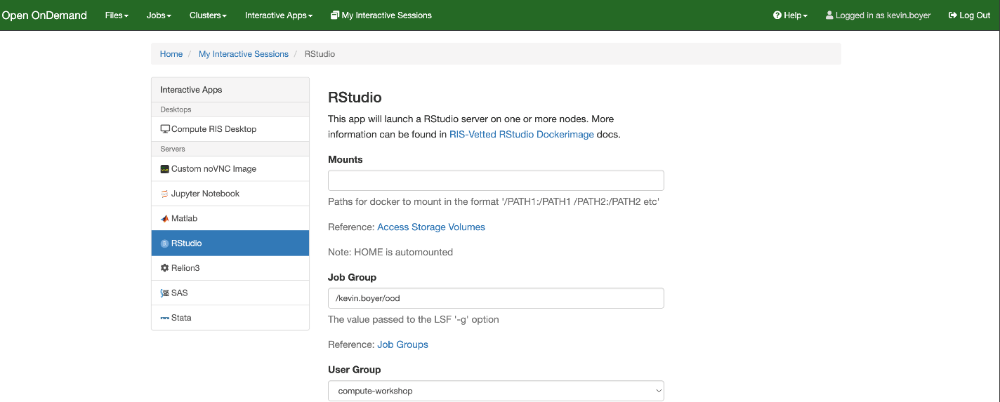 Open OnDemand Files Jobs Clusters Interactive Apps My Interactive Sessions Help Logged in as kevin.boyer Log Out
Home / My Interactive Sessions / RStudio
Interactive Apps
Desktops
Compute RIS Desktop
Servers
Custom noVNC Image
Jupyter Notebook
Matlab
RStudio
Relion3
SAS
Stata
RStudio
This app will launch a RStudio server on one or more nodes. More
information can be found in RIS-Vetted RStudio Dockerimage docs.
Mounts
Paths for docker to mount in the format '/PATH1:/PATH1 /PATH2:/PATH2 etc'
Reference: Access Storage Volumes
Note: HOME is automounted
Job Group
/kevin.boyer/ood
The value passed to the LSF '-g' option
Reference: Job Groups
User Group
compute-workshop